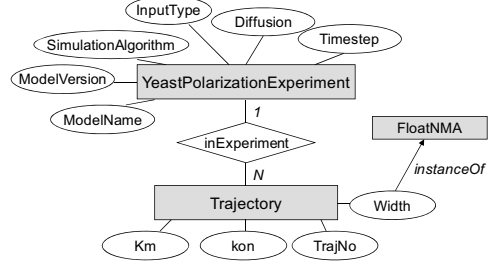 InputType
Diffusion
SimulationAlgorithm
Timestep
ModelVersion
YeastPolarizationExperiment
ModelName
1
inExperiment
FloatNMA
N
instanceOf
Trajectory
Width
Km
kon
TrajNo